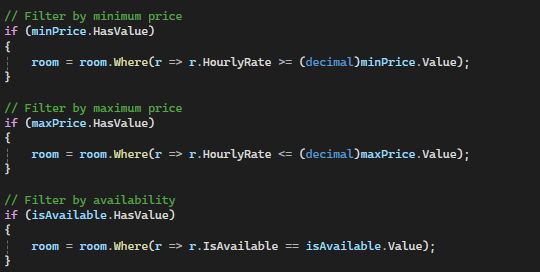 // Filter by minimum price
if (minPrice.HasValue)
{
    room = room.Where(r => r.HourlyRate >= (decimal)minPrice.Value);
}
// Filter by maximum price
if (maxPrice.HasValue)
{
    room = room.Where(r => r.HourlyRate <= (decimal)maxPrice.Value);
}
// Filter by availability
if (isAvailable.HasValue)
{
    room = room.Where(r => r.IsAvailable == isAvailable.Value);
}